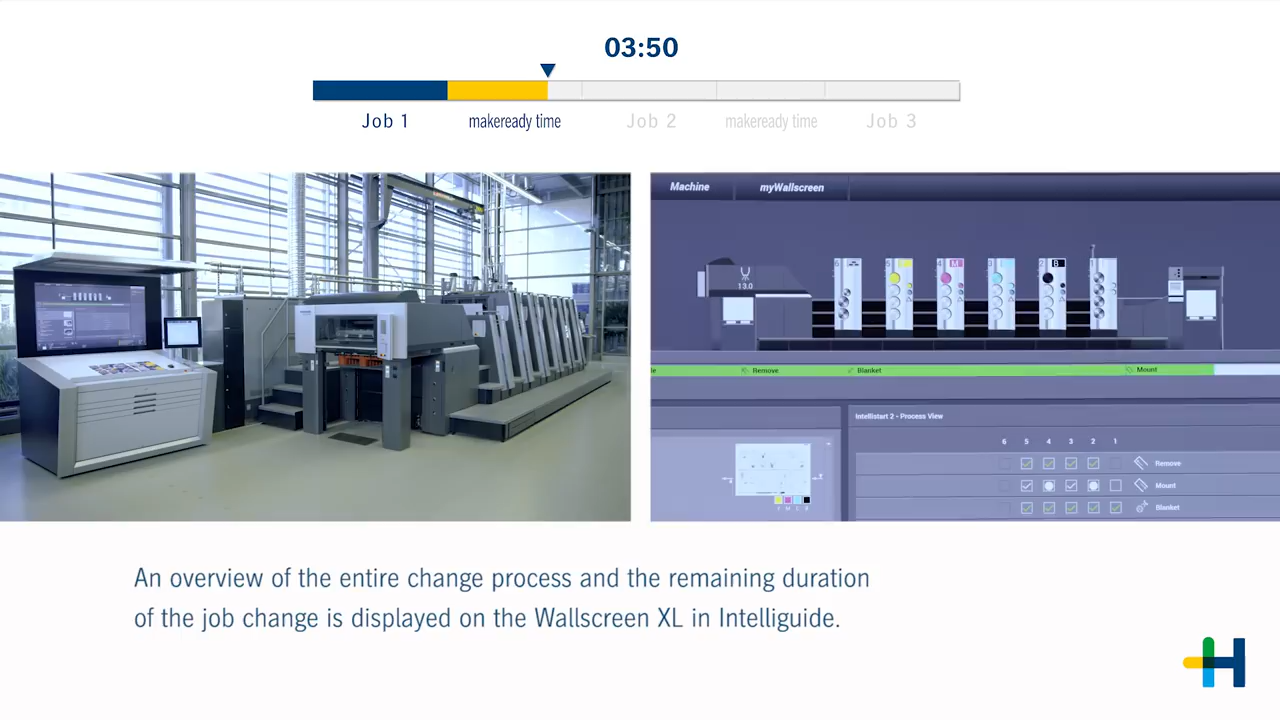 03:50
Job 1 makeready time Job 2 makeready time Job 3
Machine myWallscreen
13.0
Remove Blanket Mount
Intellistart 2 - Process View
6 5 4 3 2 1
Remove
Mount
Blanket
An overview of the entire change process and the remaining duration
of the job change is displayed on the Wallscreen XL in Intelliguide.